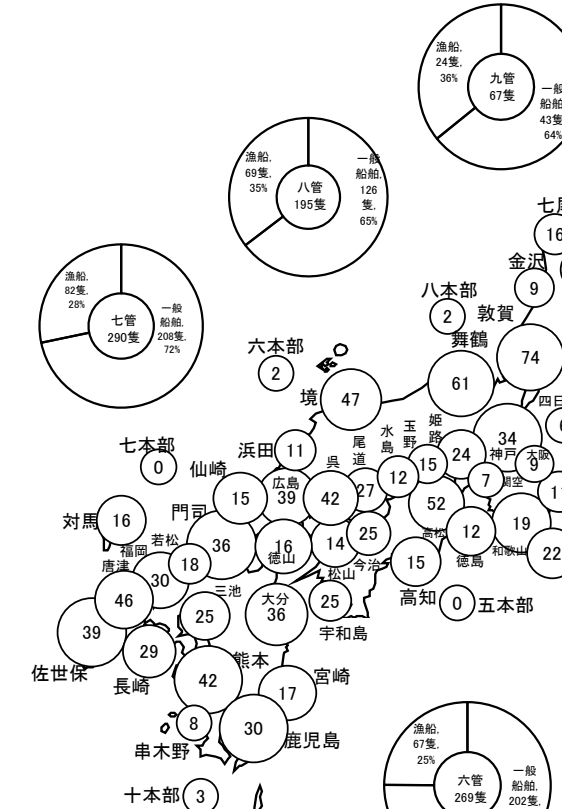 漁船,
24隻,
36%
九管
67隻
一般
船舶
43隻
64%
漁船,
69隻,
35%
八管
195隻
一般
船舶,
126
隻,
65%
漁船,
82隻,
28%
七管
290隻
一般
船舶,
208隻,
72%
七尾
16
金沢
9
八本部
2
敦賀
74
舞鶴
61
六本部
2
境
47
四日
浜田
11
尾道
27
水島
12
玉野
15
姫路
24
神戸
34
大阪
9
関空
7
11
七本部
0
仙崎
15
広島
39
呉
42
52
高松
12
徳島
19
和歌山
22
対馬
16
門司
36
徳山
16
14
松山
25
今治
15
高知
0
五本部
福岡
30
若松
18
唐津
46
三池
25
大分
36
25
宇和島
39
佐世保
29
長崎
熊本
42
17
宮崎
8
串木野
30
鹿児島
十本部
3
漁船,
67隻,
25%
六管
269隻
一般
船舶,
202隻,